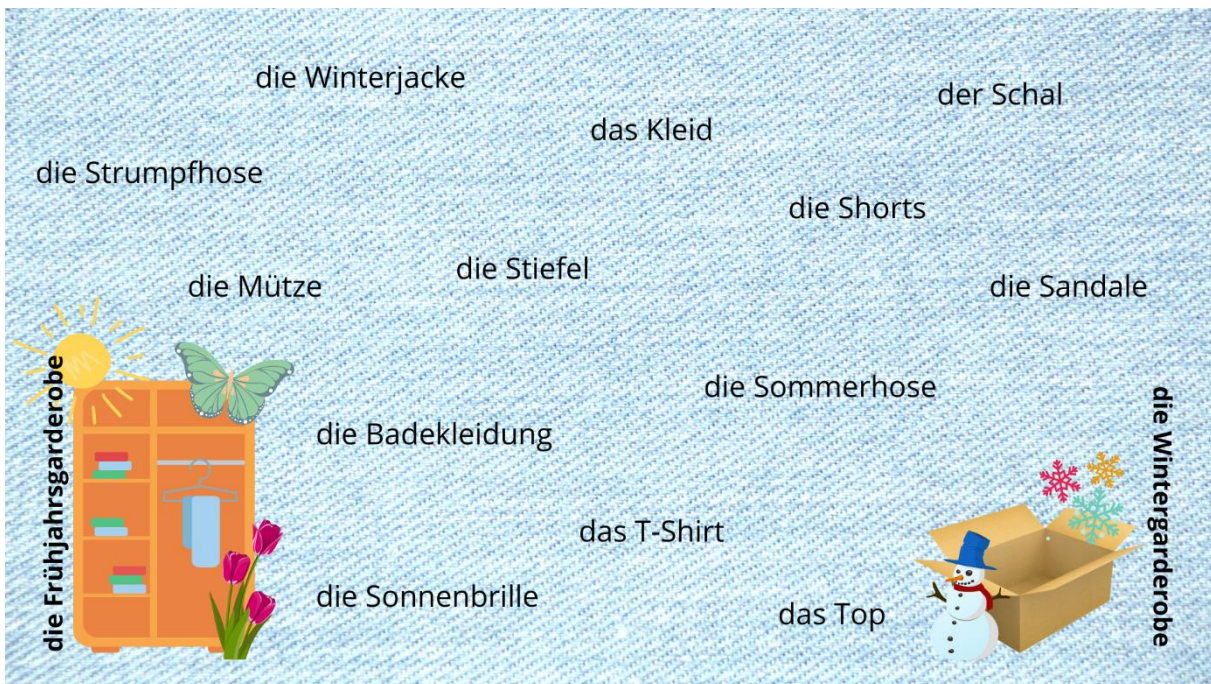 die Winterjacke
der Schal
das Kleid
die Strumpfhose
die Shorts
die Stiefel
die Mütze
die Sandale
die Sommerhose
die Badekleidung
das T-Shirt
die Sonnenbrille
das Top
die Frühjahrsgarderobe
die Wintergarderobe